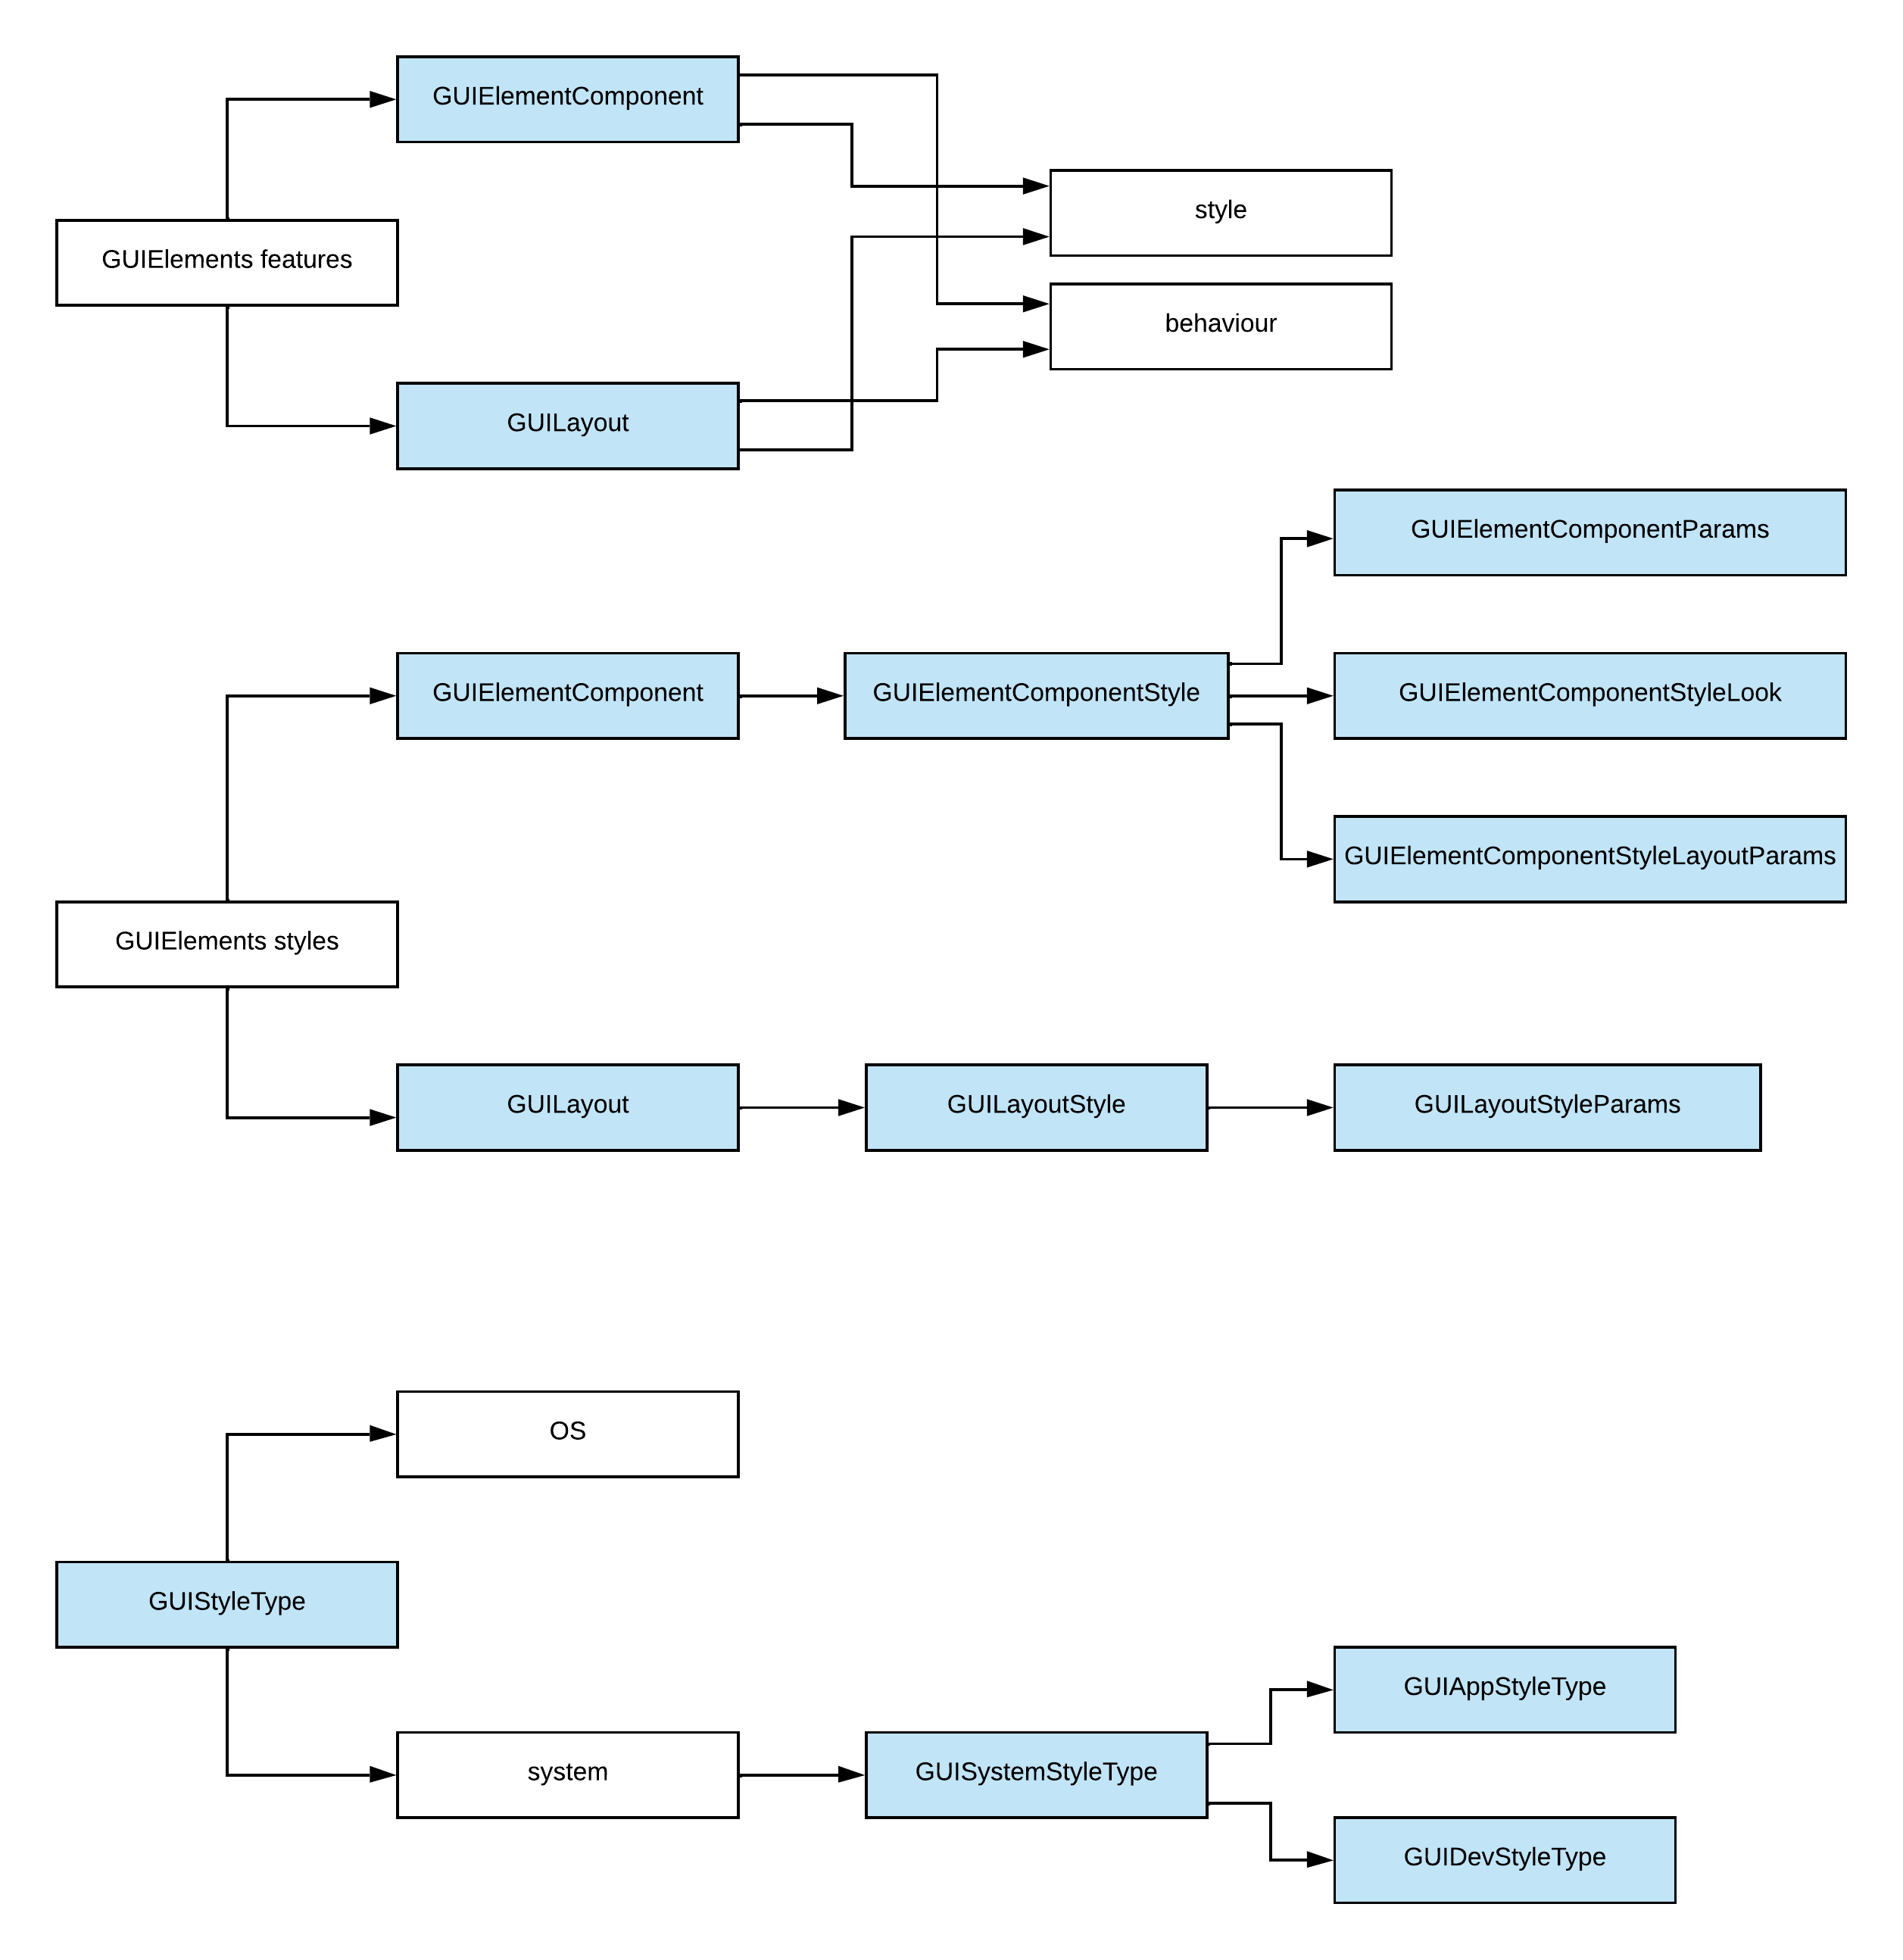 GUIElementComponent
style
GUIElements features
behaviour
GUILayout
GUIElementComponentParams
GUIElementComponent
GUIElementComponentStyle
GUIElementComponentStyleLook
GUIElementComponentStyleLayoutParams
GUIElements styles
GUILayout
GUILayoutStyle
GUILayoutStyleParams
OS
GUIStyleType
GUIAppStyleType
system
GUISystemStyleType
GUIDevStyleType